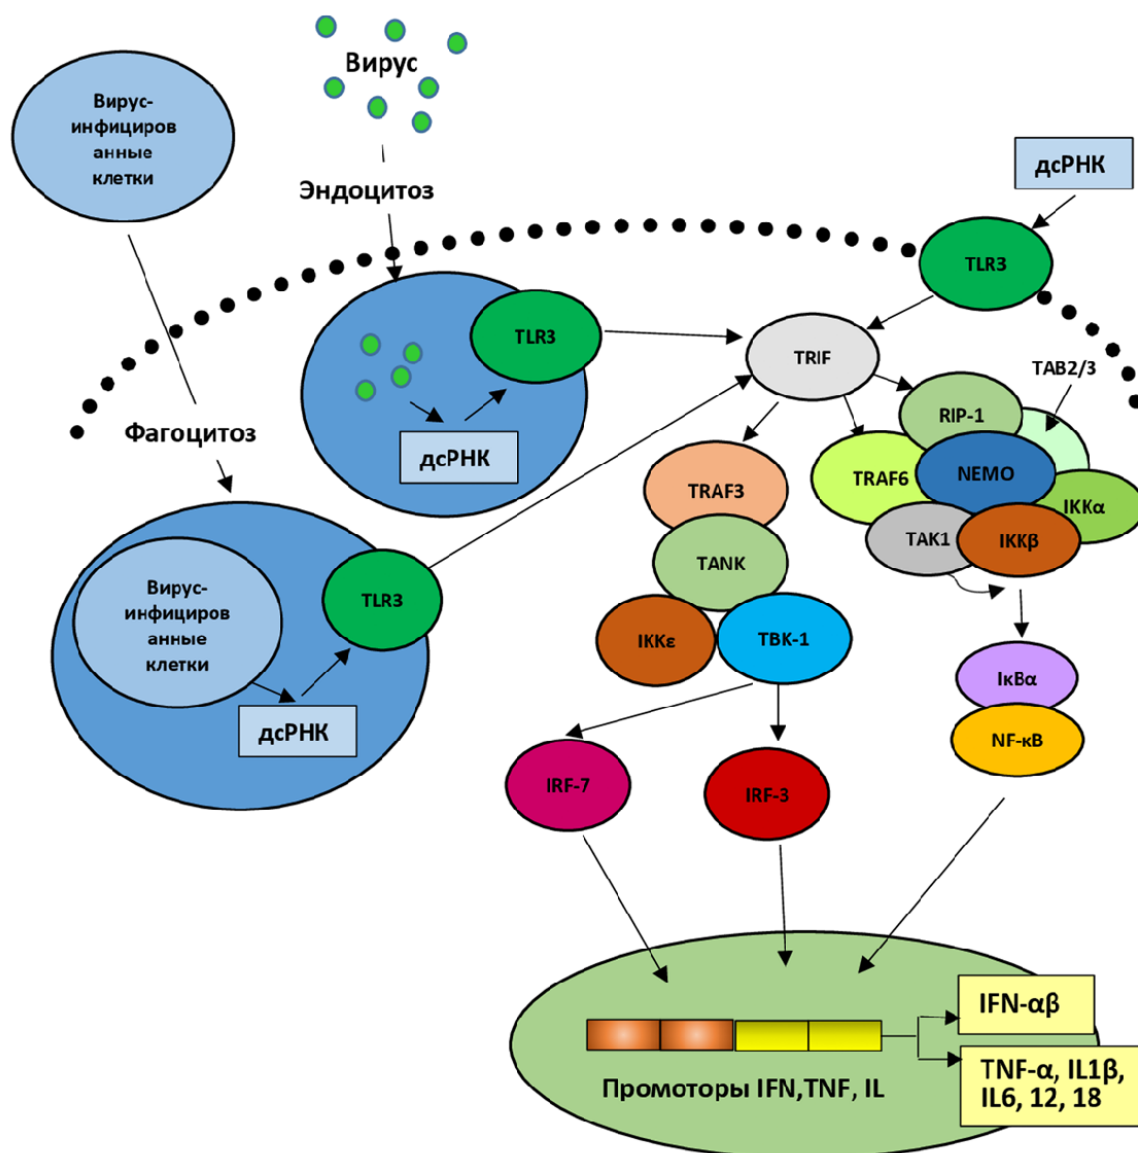 Вирус
Вирус-
инфициров
анные
клетки
дсРНК
Эндоцитоз
TLR3
TLR3
TRIF
TAB2/3
RIP-1
Фагоцитоз
дсРНК
TRAF3
TRAF6
NEMO
IKKα
TAK1
IKKβ
TANK
Вирус-
инфициров
анные
клетки
TLR3
IKKε
TBK-1
IκBα
дсРНК
NF-κB
IRF-7
IRF-3
IFN-αβ
TNF-α, IL1β,
IL6, 12, 18
Промоторы IFN,TNF, IL